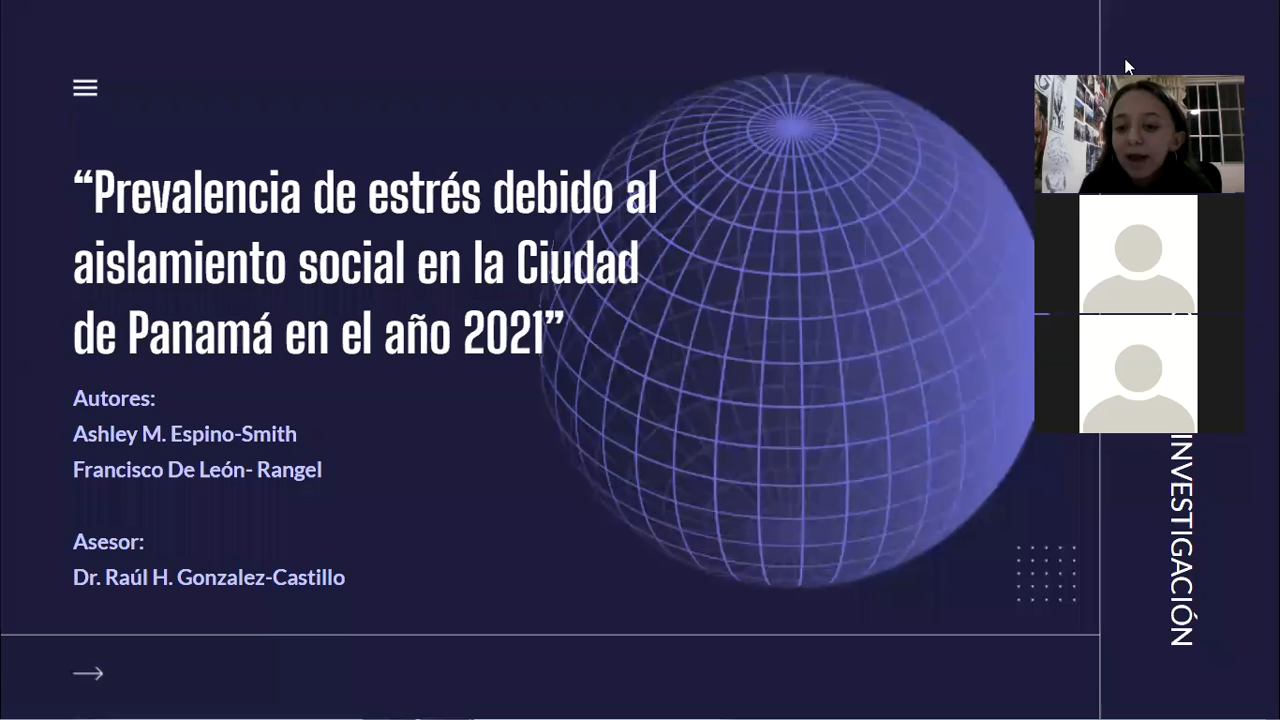 “Prevalencia de estrés debido al
aislamiento social en la Ciudad
de Panamá en el año 2021”
Autores:
Ashley M. Espino-Smith
Francisco De León- Rangel
Asesor:
Dr. Raúl H. Gonzalez-Castillo
INVESTIGACIÓN